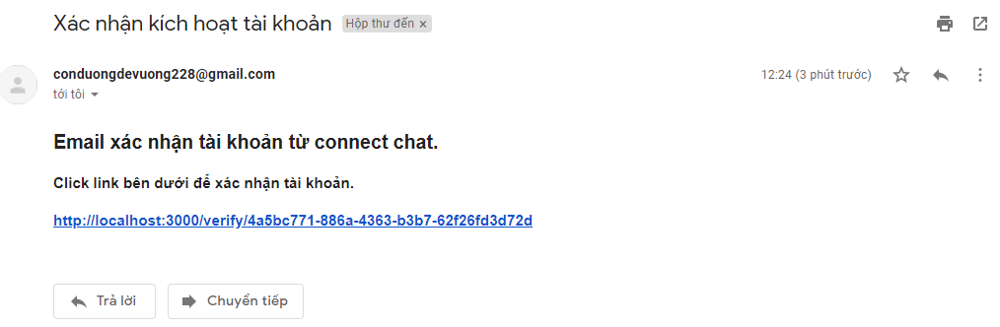 Xác nhận kích hoạt tài khoản Hộp thư đến ×
conduongdevuong228@gmail.com 12:24 (3 phút trước)
tới tôi
Email xác nhận tài khoản từ connect chat.
Click link bên dưới để xác nhận tài khoản.
http://localhost:3000/verify/4a5bc771-886a-4363-b3b7-62f26fd3d72d
Trả lời Chuyển tiếp